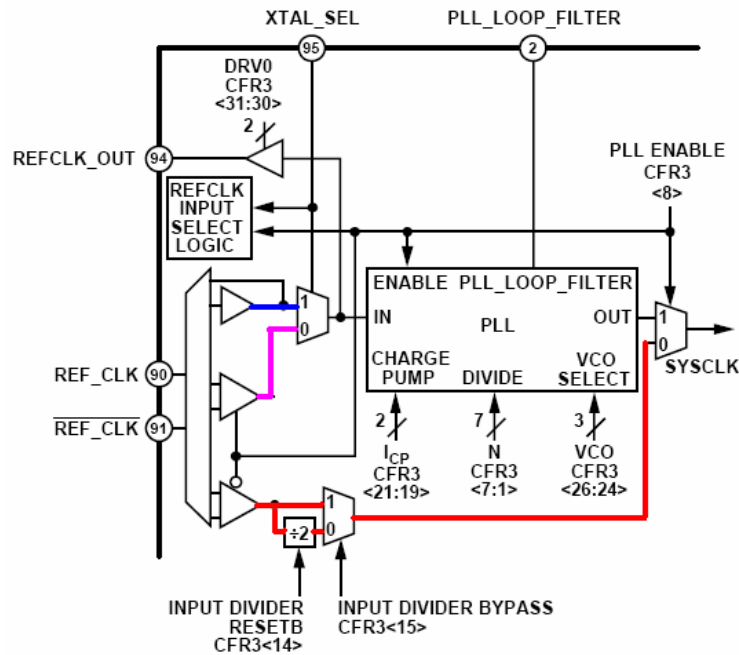 XTAL_SEL
PLL_LOOP_FILTER
95
2
DRV0
CFR3
<31:30>
2
REFCLK_OUT
94
PLL ENABLE
CFR3
<8>
REFCLK
INPUT
SELECT
LOGIC
ENABLE
PLL_LOOP_FILTER
1
0
IN
PLL
OUT
1
0
SYSCLK
CHARGE
PUMP
DIVIDE
VCO
SELECT
REF_CLK
90
REF_CLK
91
2
7
3
ICP
CFR3
<21:19>
N
CFR3
<7:1>
VCO
CFR3
<26:24>
1
0
÷2
INPUT DIVIDER
RESETB
CFR3<14>
INPUT DIVIDER BYPASS
CFR3<15>